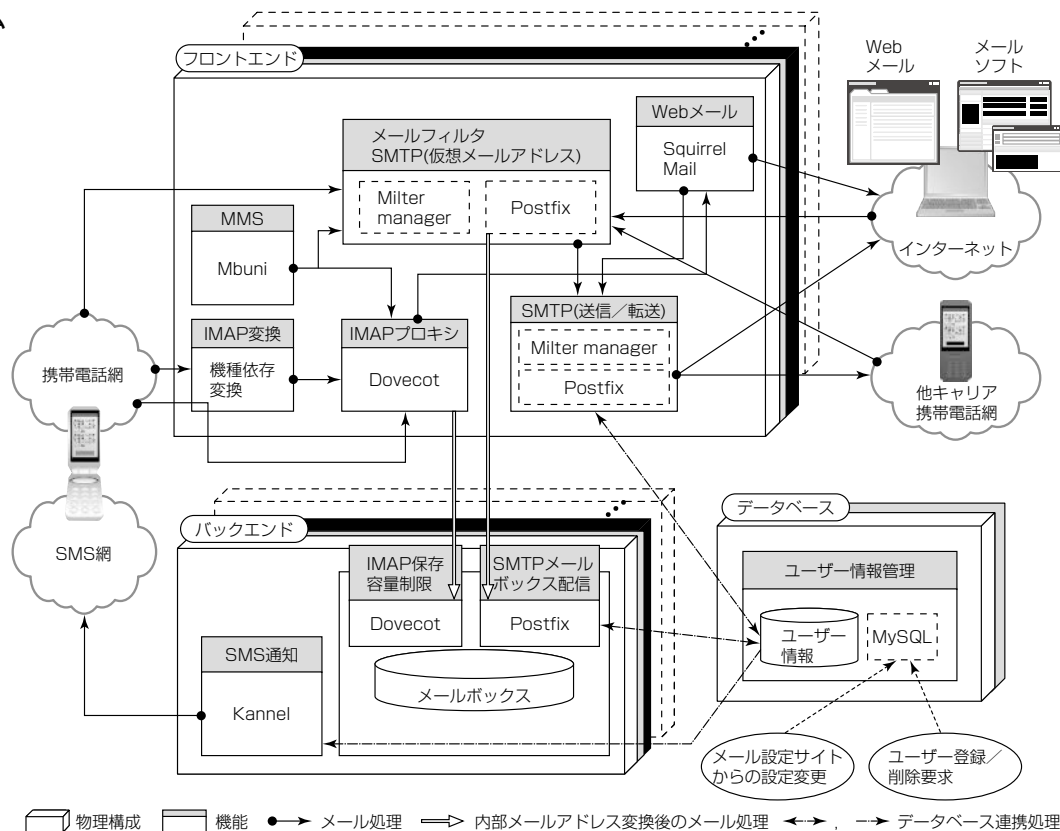 フロントエンド
Web
メール
メール
ソフト
メールフィルタ
SMTP(仮想メールアドレス)
Milter
manager
Postfix
Webメール
Squirrel
Mail
MMS
Mbuni
インターネット
IMAP変換
機種依存
変換
IMAPプロキシ
Dovecot
SMTP(送信／転送)
Milter manager
Postfix
携帯電話網
他キャリア
携帯電話網
SMS網
バックエンド
IMAP保存
容量制限
Dovecot
SMTPメール
ボックス配信
Postfix
メールボックス
SMS通知
Kannel
データベース
ユーザー情報管理
ユーザー
情報
MySQL
メール設定サイト
からの設定変更
ユーザー登録／
削除要求
物理構成 機能 メール処理 内部メールアドレス変換後のメール処理 , データベース連携処理